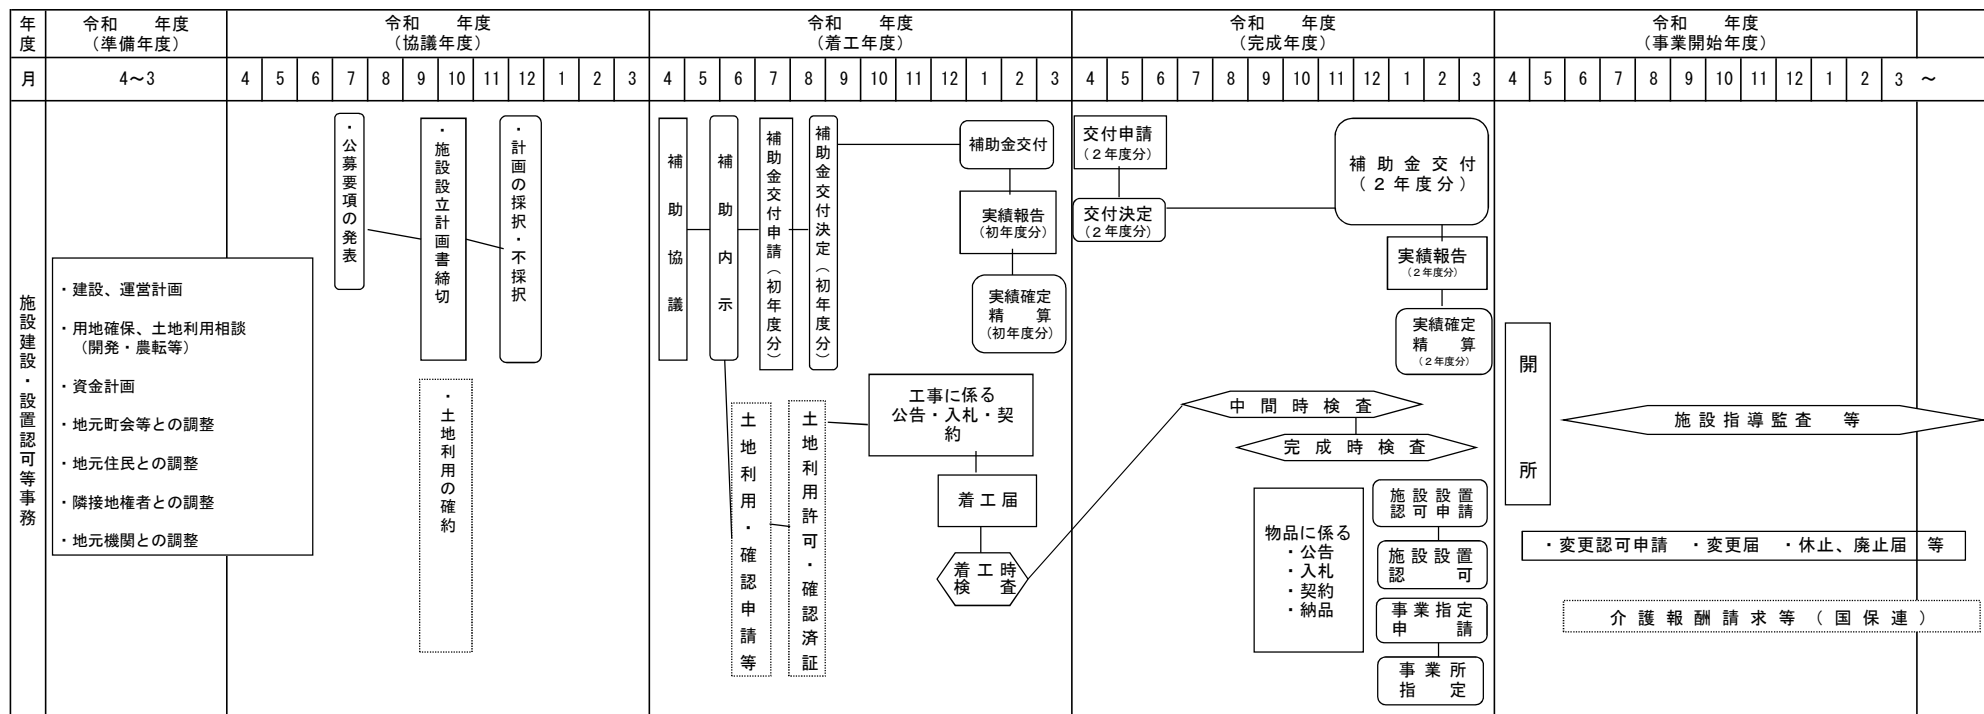 年度
令和　　年度
（準備年度）
令和　　年度
（協議年度）
令和　　年度
（着工年度）
令和　　年度
（完成年度）
令和　　年度
（事業開始年度）
月
4～3
4 5 6 7 8 9 10 11 12 1 2 3
4 5 6 7 8 9 10 11 12 1 2 3
4 5 6 7 8 9 10 11 12 1 2 3
4 5 6 7 8 9 10 11 12 1 2 3 ～
施設建設・設置認可等事務
・建設、運営計画
・用地確保、土地利用相談
（開発・農転等）
・資金計画
・地元町会等との調整
・地元住民との調整
・隣接地権者との調整
・地元機関との調整
・公募要項の発表
・施設設立計画書締切
・計画の採択・不採択
・土地利用の確約
補助協議
補助内示
補助金交付申請（初年度分）
補助金交付決定（初年度分）
補助金交付
実績報告
（初年度分）
実績確定
精　　算
（初年度分）
土地利用・確認申請等
土地利用許可・確認済証
工事に係る
公告・入札・契
約
着工届
着工時
検　査
交付申請
（２年度分）
交付決定
（２年度分）
補助金交付
（２年度分）
実績報告
（２年度分）
実績確定
精　　算
（２年度分）
中間時検査
完成時検査
物品に係る
・公告
・入札
・契約
・納品
施設設置
認可申請
施設設置
認　　可
事業指定
申　　請
事業所
指　定
開所
施設指導監査　等
・変更認可申請　・変更届　・休止、廃止届　等
介護報酬請求等（国保連）